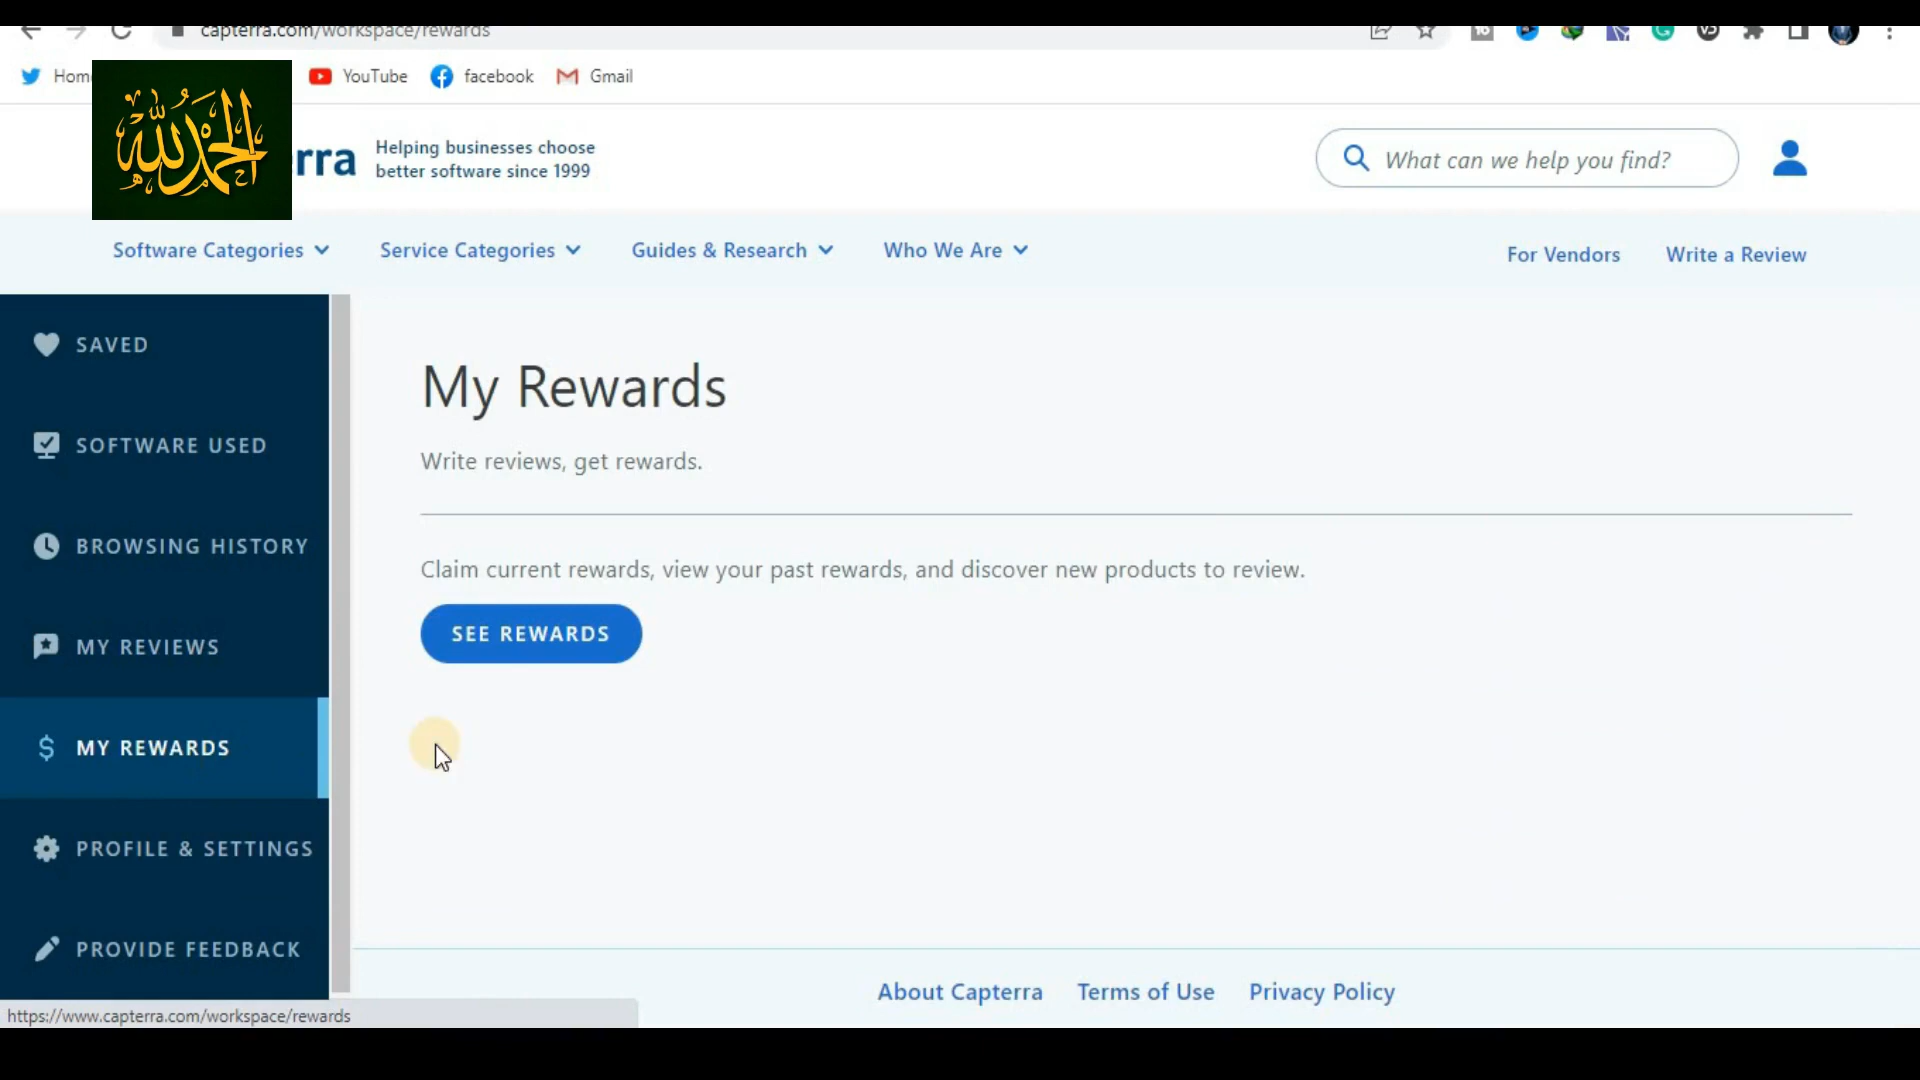 capterra.com/workspace/rewards
Hom
YouTube
facebook
Gmail
الحمد لله
rra
Helping businesses choose
better software since 1999
What can we help you find?
Software Categories
Service Categories
Guides & Research
Who We Are
For Vendors
Write a Review
SAVED
SOFTWARE USED
BROWSING HISTORY
MY REVIEWS
MY REWARDS
PROFILE & SETTINGS
PROVIDE FEEDBACK
My Rewards
Write reviews, get rewards.
Claim current rewards, view your past rewards, and discover new products to review.
SEE REWARDS
About Capterra
Terms of Use
Privacy Policy
https://www.capterra.com/workspace/rewards